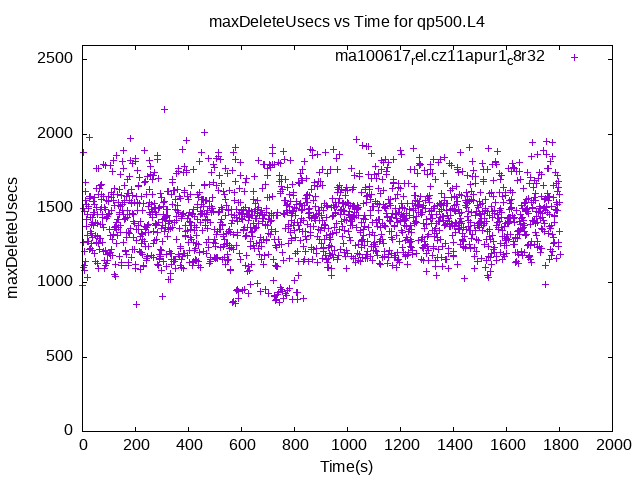 maxDeleteUsecs vs Time for qp500.L4
ma100617rel.cz11apur1c8r32
2500
2000
1500
1000
500
0
maxDeleteUsecs
0 200 400 600 800 1000 1200 1400 1600 1800 2000
Time(s)